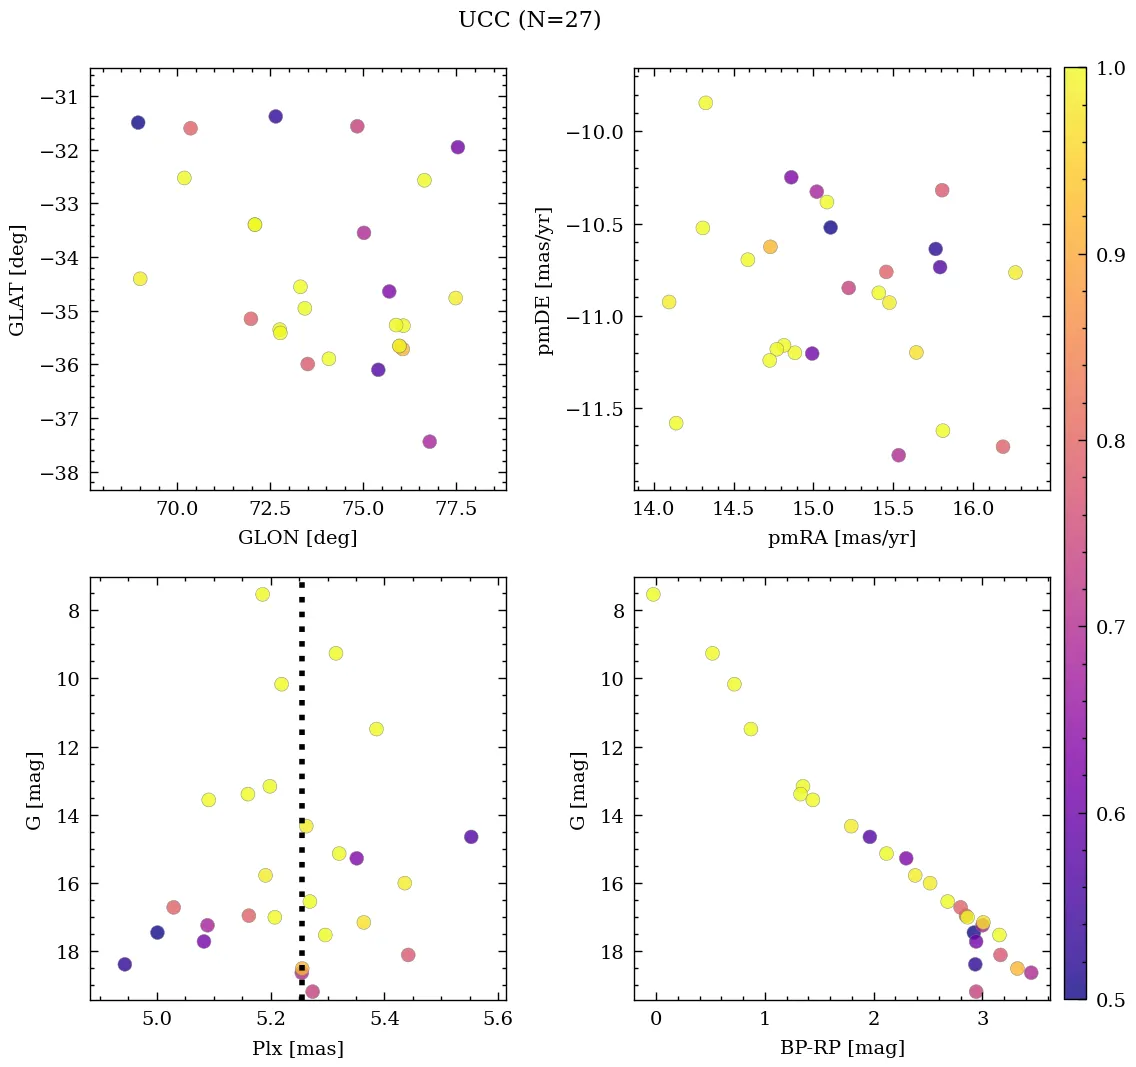 UCC (N=27)
−31
−32
−33
−34
−35
−36
−37
−38
GLAT [deg]
70.0 72.5 75.0 77.5
GLON [deg]
−10.0
−10.5
−11.0
−11.5
pmDE [mas/yr]
14.0 14.5 15.0 15.5 16.0
pmRA [mas/yr]
8
10
12
14
16
18
G [mag]
5.0 5.2 5.4 5.6
Plx [mas]
8
10
12
14
16
18
G [mag]
0 1 2 3
BP-RP [mag]
1.0
0.9
0.8
0.7
0.6
0.5